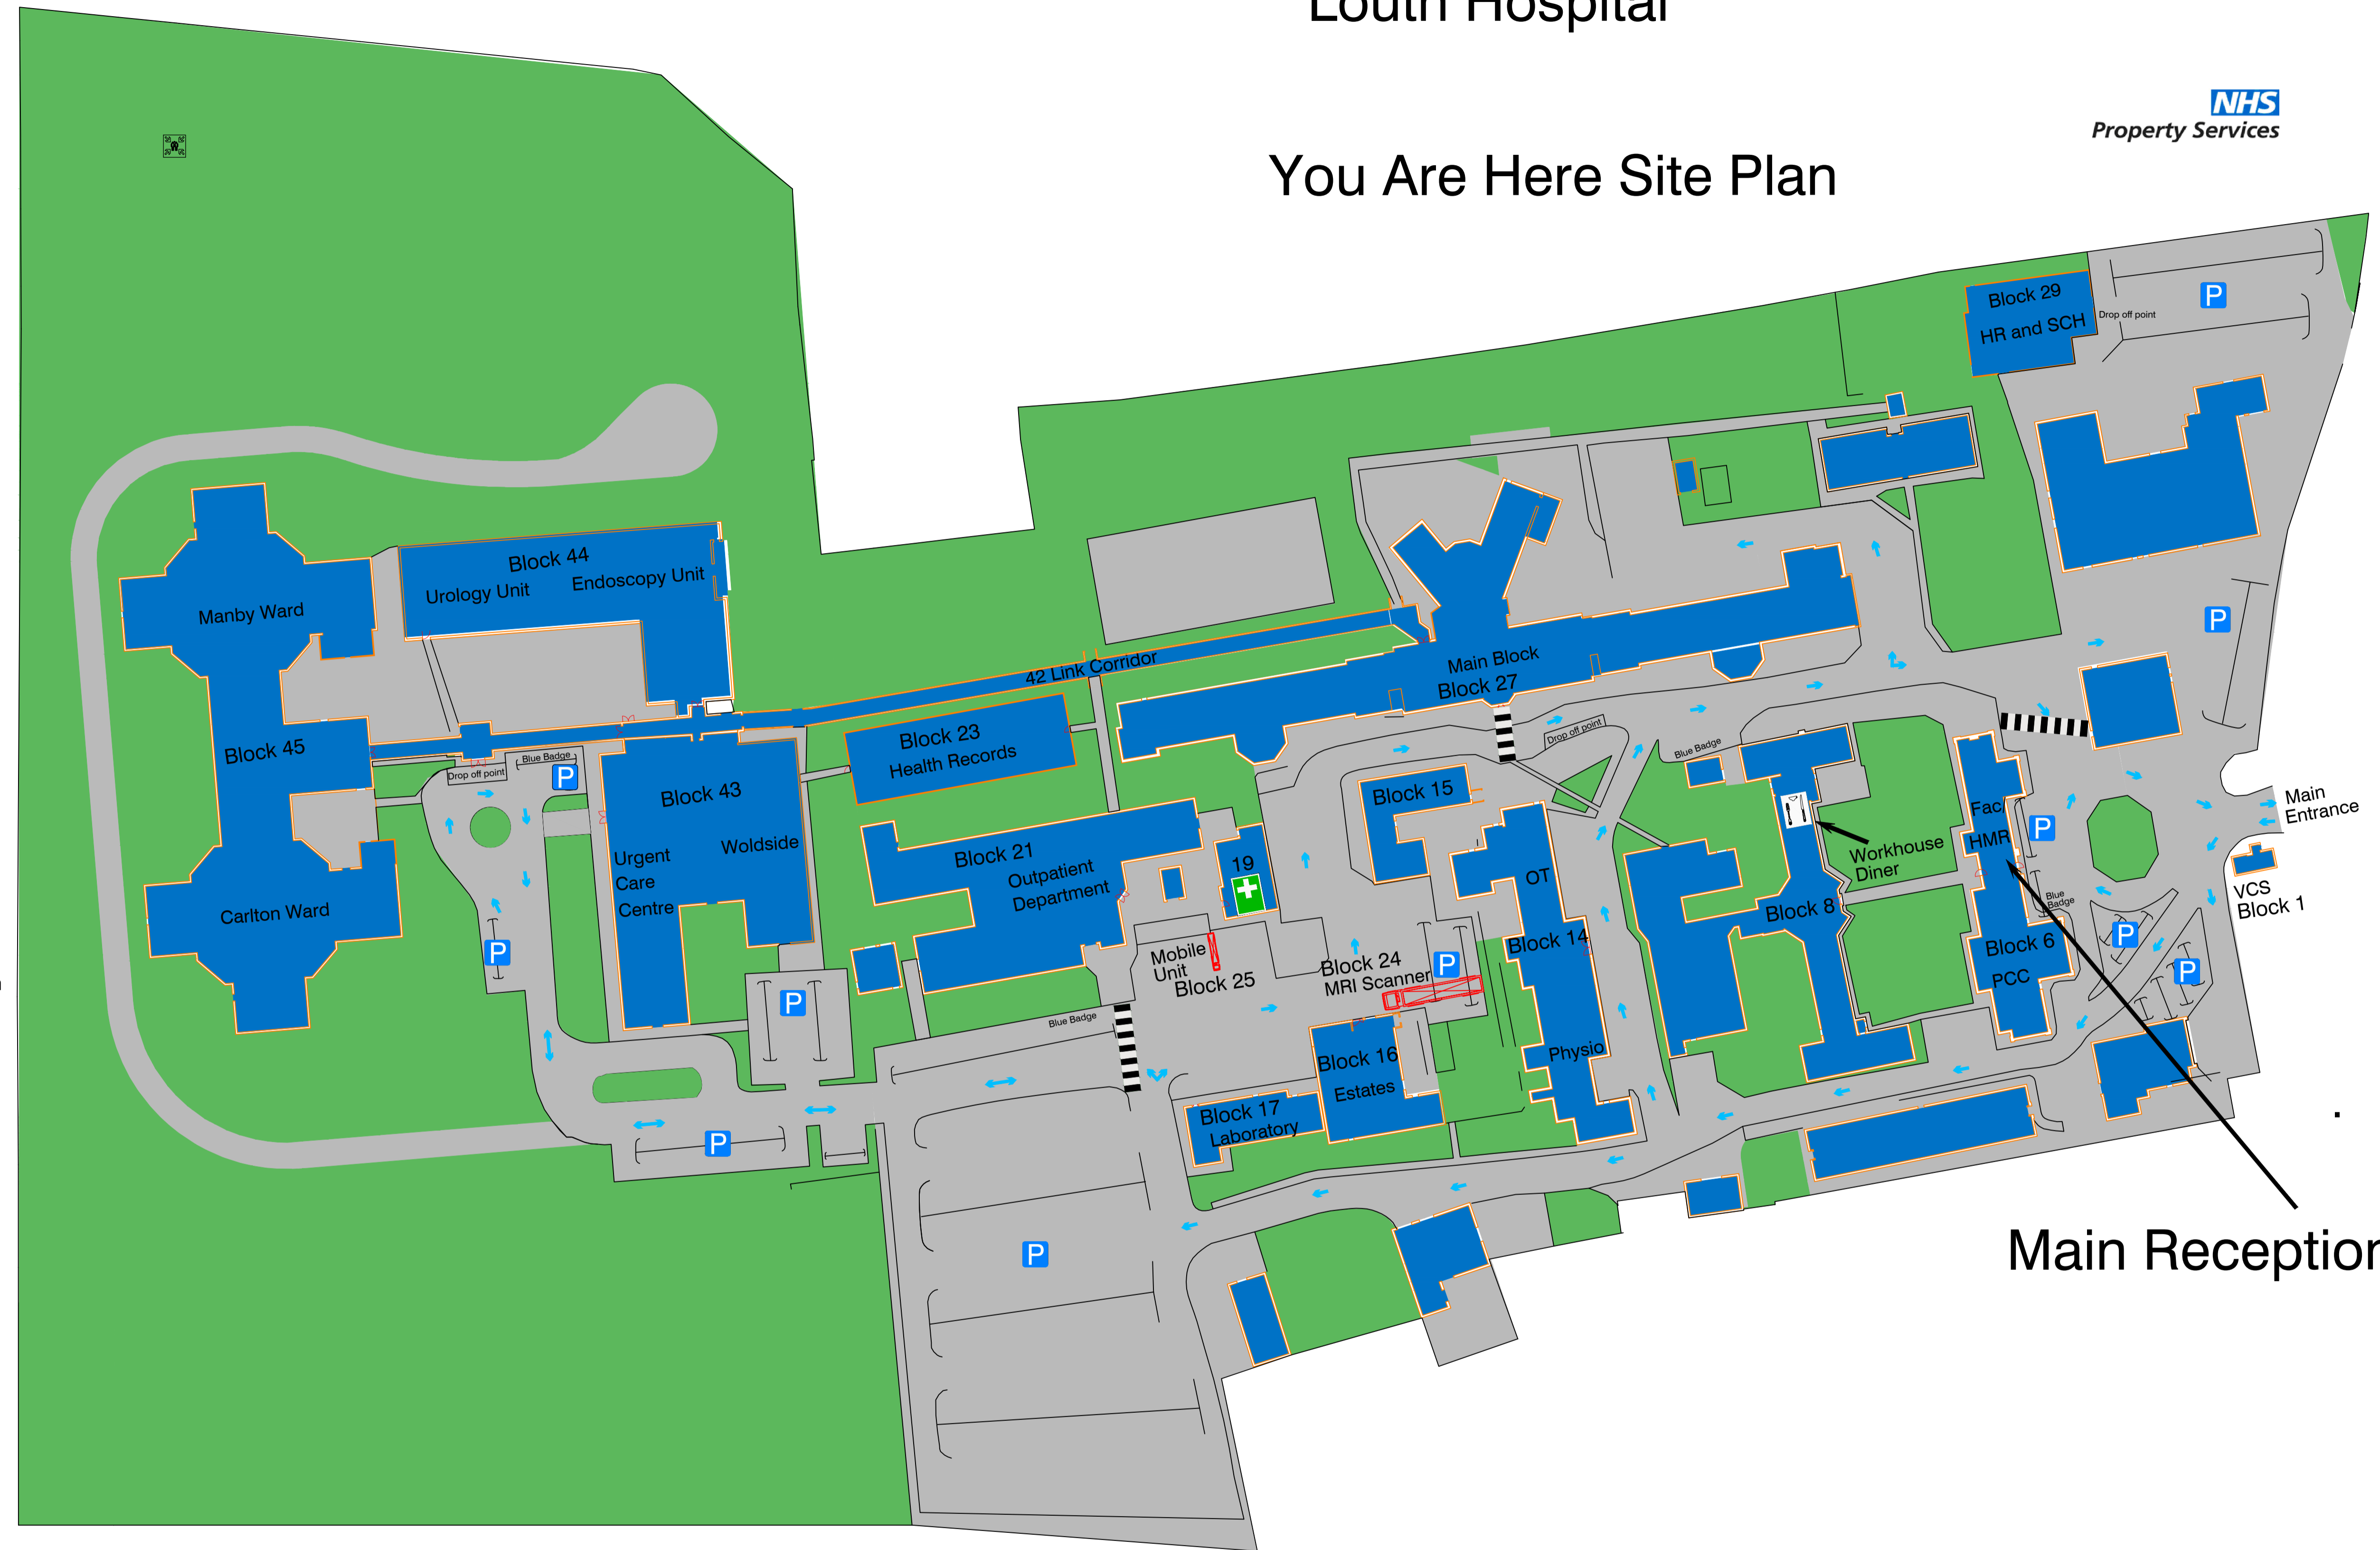 Louth Hospital
NHS
Property Services
You Are Here Site Plan
Block 29
HR and SCH
Drop off point
P
P
Block 44
Urology Unit
Endoscopy Unit
Manby Ward
42 Link Corridor
Main Block
Block 27
Block 45
Drop off point
Blue Badge
P
Block 43
Urgent
Care
Centre
Woldside
Block 23
Health Records
Drop off point
Blue Badge
Block 15
Block 21
Outpatient
Department
19
OT
Block 14
Physio
Workhouse
Diner
Block 8
Fac/
HMR
P
Blue
Badge
Block 6
PCC
Main
Entrance
VCS
Block 1
P
P
Carlton Ward
P
P
Mobile
Unit
Block 25
Block 24
MRI Scanner
P
Blue Badge
Block 16
Estates
Block 17
Laboratory
P
P
Main Reception